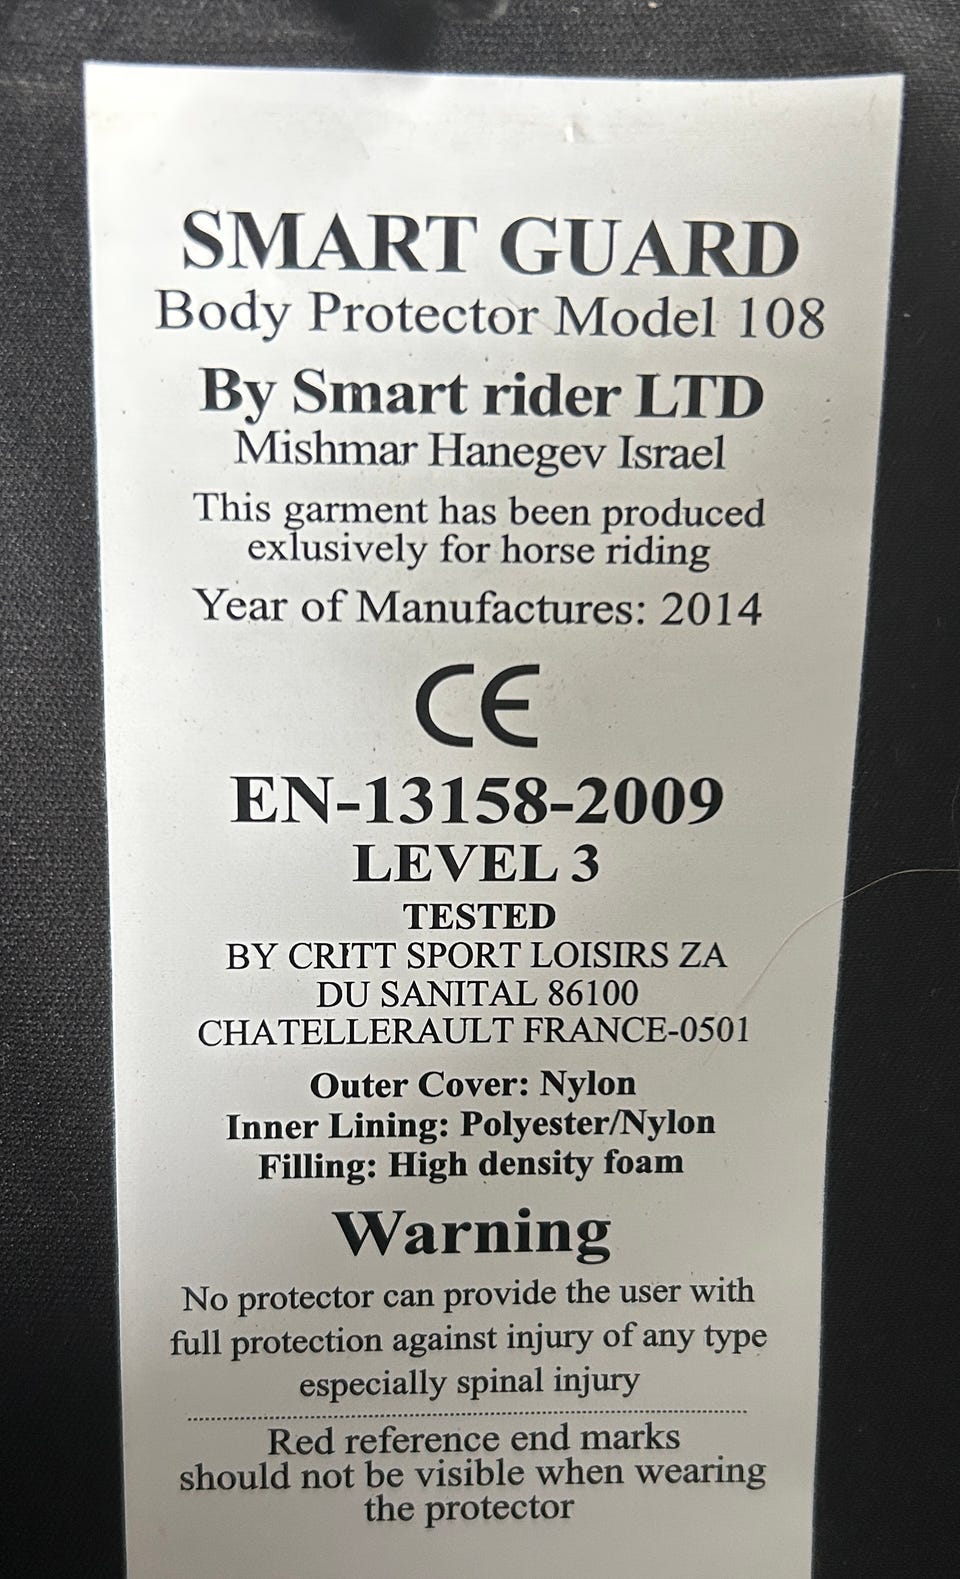 SMART GUARD
Body Protector Model 108
By Smart rider LTD
Mishmar Hanegev Israel
This garment has been produced
exlusively for horse riding
Year of Manufactures: 2014
CE
EN-13158-2009
LEVEL 3
TESTED
BY CRITT SPORT LOISIRS ZA
DU SANITAL 86100
CHATELLERAULT FRANCE-0501
Outer Cover: Nylon
Inner Lining: Polyester/Nylon
Filling: High density foam
Warning
No protector can provide the user with
full protection against injury of any type
especially spinal injury
Red reference end marks
should not be visible when wearing
the protector